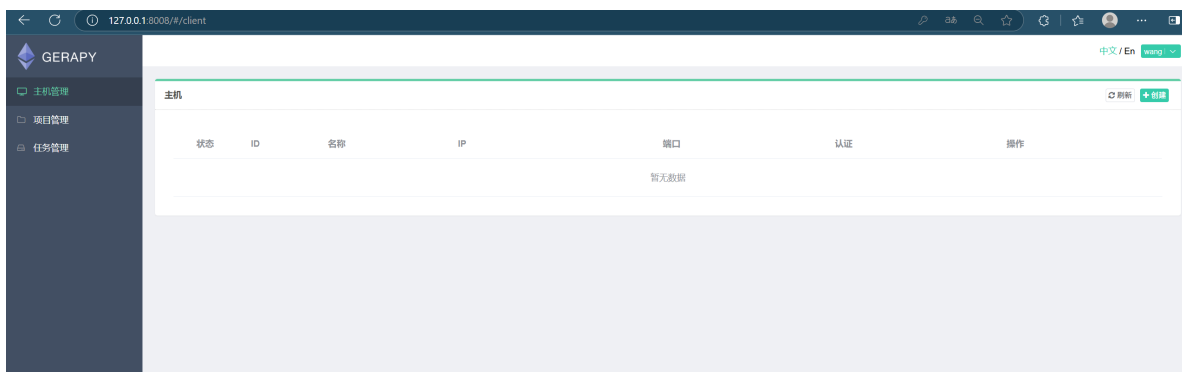 127.0.0.1:8008/#/client
GERAPY
中文 / En wang
主机管理
项目管理
任务管理
主机 刷新 + 创建
状态 ID 名称 IP 端口 认证 操作
暂无数据